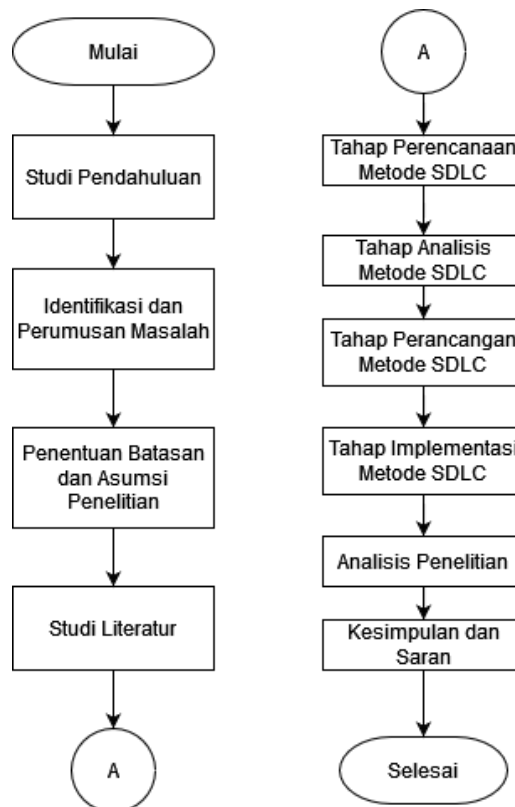 Mulai
Studi Pendahuluan
Identifikasi dan
Perumusan Masalah
Penentuan Batasan
dan Asumsi
Penelitian
Studi Literatur
A
A
Tahap Perencanaan
Metode SDLC
Tahap Analisis
Metode SDLC
Tahap Perancangan
Metode SDLC
Tahap Implementasi
Metode SDLC
Analisis Penelitian
Kesimpulan dan
Saran
Selesai